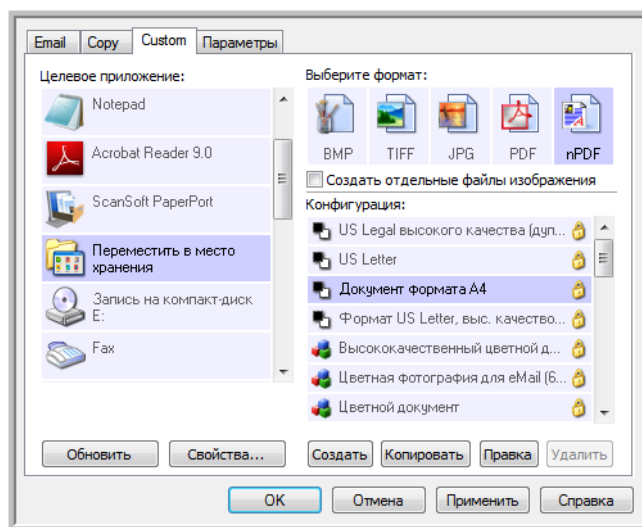 Email
Copy
Custom
Параметры
Целевое приложение:
Notepad
Acrobat Reader 9.0
ScanSoft PaperPort
Переместить в место
хранения
Запись на компакт-диск
E:
Fax
Обновить
Свойства...
Выберите формат:
BMP
TIFF
JPG
PDF
nPDF
Создать отдельные файлы изображения
Конфигурация:
US Legal высокого качества (дуп...
US Letter
Документ формата A4
Формат US Letter, выс. качество...
Высококачественный цветной д...
Цветная фотография для eMail (6...
Цветной документ
Создать
Копировать
Правка
Удалить
OK
Отмена
Применить
Справка